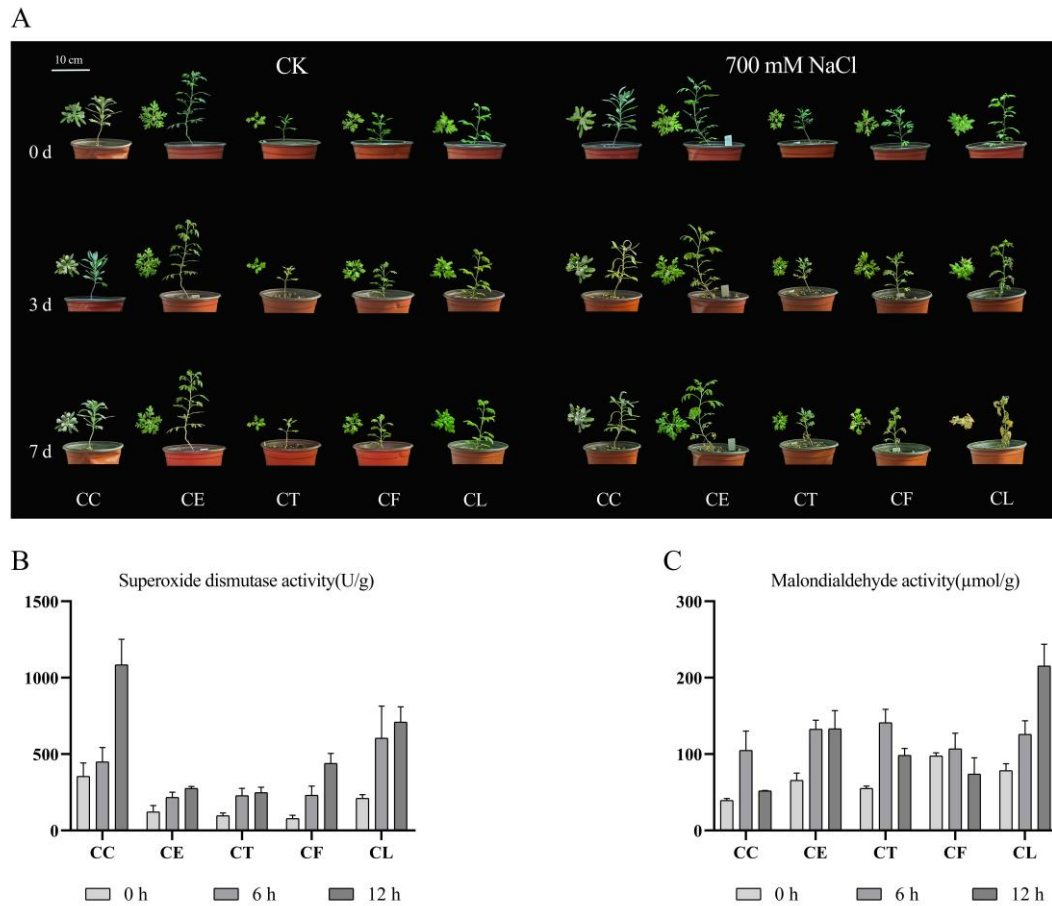 A
10 cm
CK
700 mM NaCl
0 d
3 d
7 d
CC CE CT CF CL CC CE CT CF CL
B
Superoxide dismutase activity(U/g)
1500
1000
500
0
CC CE CT CF CL
0 h 6 h 12 h
C
Malondialdehyde activity(μmol/g)
300
200
100
0
CC CE CT CF CL
0 h 6 h 12 h